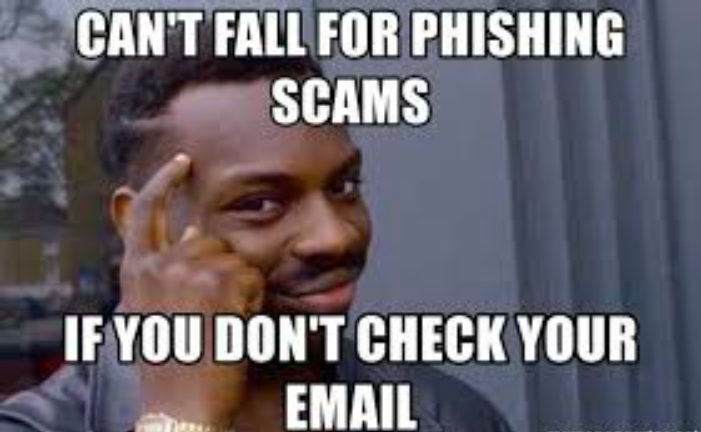 CAN'T FALL FOR PHISHING
SCAMS
IF YOU DON'T CHECK YOUR
EMAIL